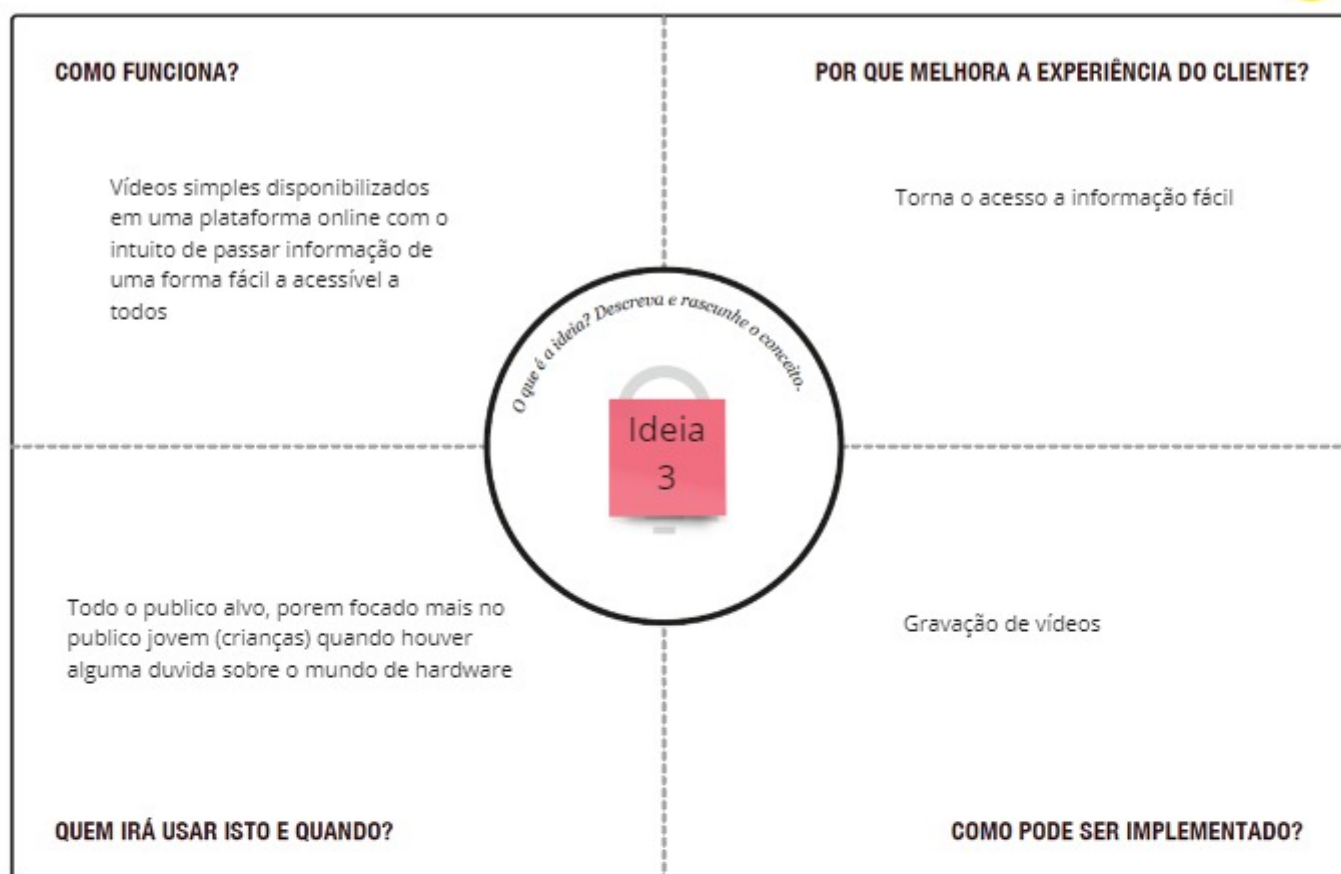 COMO FUNCIONA?
Vídeos simples disponibilizados
em uma plataforma online com o
intuito de passar informação de
uma forma fácil a acessível a
todos
POR QUE MELHORA A EXPERIÊNCIA DO CLIENTE?
Torna o acesso a informação fácil
O que é a ideia? Descreva e rascunhe o conceito.
Ideia
3
Todo o publico alvo, porem focado mais no
publico jovem (crianças) quando houver
alguma duvida sobre o mundo de hardware
QUEM IRÁ USAR ISTO E QUANDO?
Gravação de vídeos
COMO PODE SER IMPLEMENTADO?